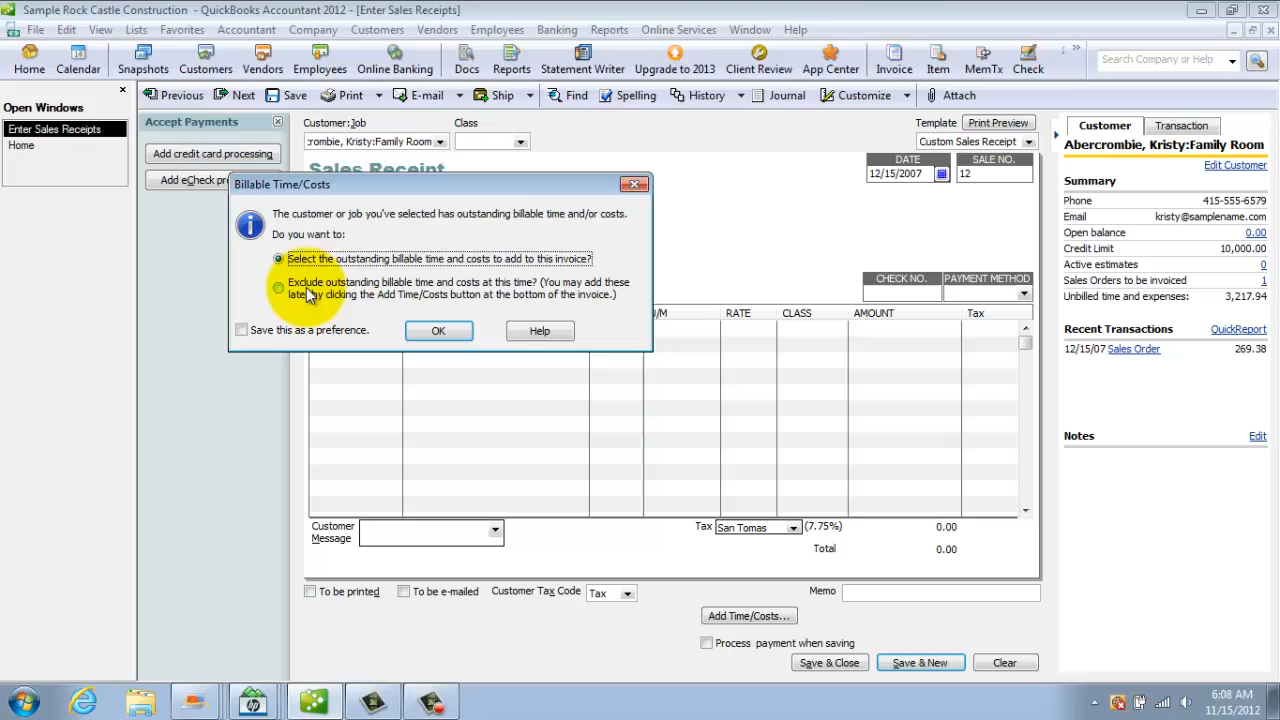 Sample Rock Castle Construction - QuickBooks Accountant 2012 - [Enter Sales Receipts]
File Edit View Lists Favorites Accountant Company Customers Vendors Employees Banking Reports Online Services Window Help
Home Calendar Snapshots Customers Vendors Employees Online Banking Docs Reports Statement Writer Upgrade to 2013 Client Review App Center Invoice Item MemTx Check
Search Company or Help
Open Windows
Enter Sales Receipts
Home
Previous Next Save Print E-mail Ship Find Spelling History Journal Customize Attach
Accept Payments
Add credit card processing
Add eCheck pr
Customer:Job
Class
Template
Print Preview
rombie, Kristy:Family Room
Custom Sales Receipt
Sales Receipt
DATE
SALE NO.
12/15/2007
12
Billable Time/Costs
The customer or job you've selected has outstanding billable time and/or costs.
Do you want to:
Select the outstanding billable time and costs to add to this invoice?
Exclude outstanding billable time and costs at this time? (You may add these
later by clicking the Add Time/Costs button at the bottom of the invoice.)
Save this as a preference.
OK
Help
CHECK NO.
PAYMENT METHOD
/M RATE CLASS AMOUNT Tax
Customer
Message
Tax
San Tomas
(7.75%)
0.00
Total
0.00
To be printed
To be e-mailed
Customer Tax Code
Tax
Memo
Add Time/Costs...
Process payment when saving
Save & Close
Save & New
Clear
Customer
Transaction
Abercrombie, Kristy:Family Room
Edit Customer
Summary
Phone 415-555-6579
Email kristy@samplename.com
Open balance 0.00
Credit Limit 10,000.00
Active estimates 0
Sales Orders to be invoiced 1
Unbilled time and expenses: 3,217.94
Recent Transactions
QuickReport
12/15/07 Sales Order 269.38
Notes
Edit
6:08 AM
11/15/2012